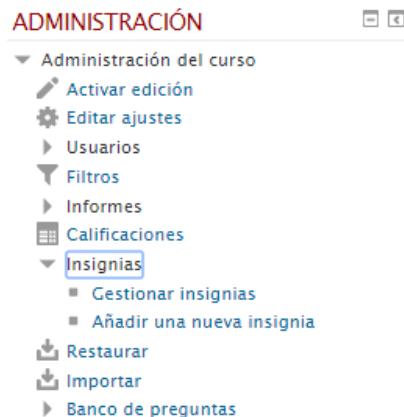 ADMINISTRACIÓN
Administración del curso
Activar edición
Editar ajustes
Usuarios
Filtros
Informes
Calificaciones
Insignias
Gestionar insignias
Añadir una nueva insignia
Restaurar
Importar
Banco de preguntas